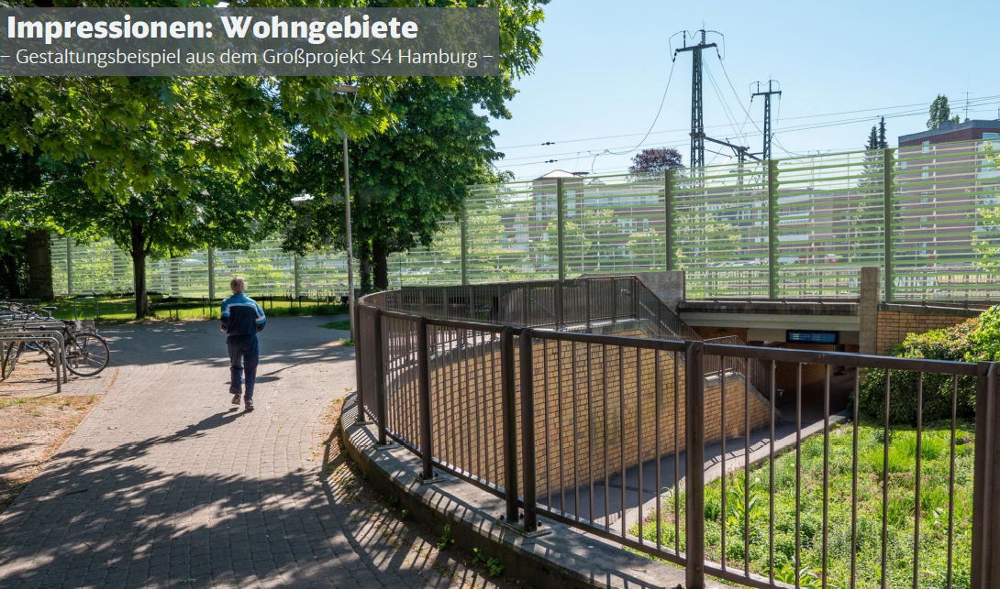 Impressionen: Wohngebiete
– Gestaltungsbeispiel aus dem Großprojekt S4 Hamburg –